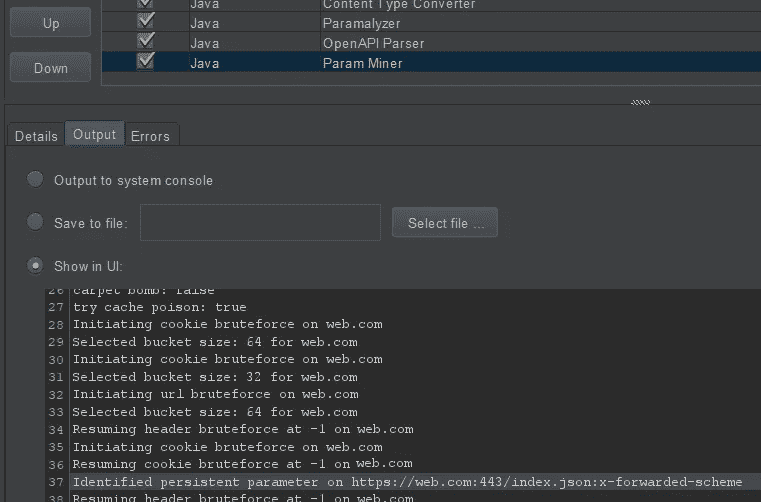 Java Content Type Converter
Up Java Paramalyzer
Java OpenAPI Parser
Down Java Param Miner
Details Output Errors
Output to system console
Save to file: Select file ...
Show in UI:
26 carpet bomb: false
27 try cache poison: true
28 Initiating cookie bruteforce on web.com
29 Selected bucket size: 64 for web.com
30 Initiating cookie bruteforce on web.com
31 Selected bucket size: 32 for web.com
32 Initiating url bruteforce on web.com
33 Selected bucket size: 64 for web.com
34 Resuming header bruteforce at -1 on web.com
35 Initiating cookie bruteforce on web.com
36 Resuming cookie bruteforce at -1 on web.com
37 Identified persistent parameter on https://web.com:443/index.json:x-forwarded-scheme
38 Resuming header bruteforce at -1 on web.com